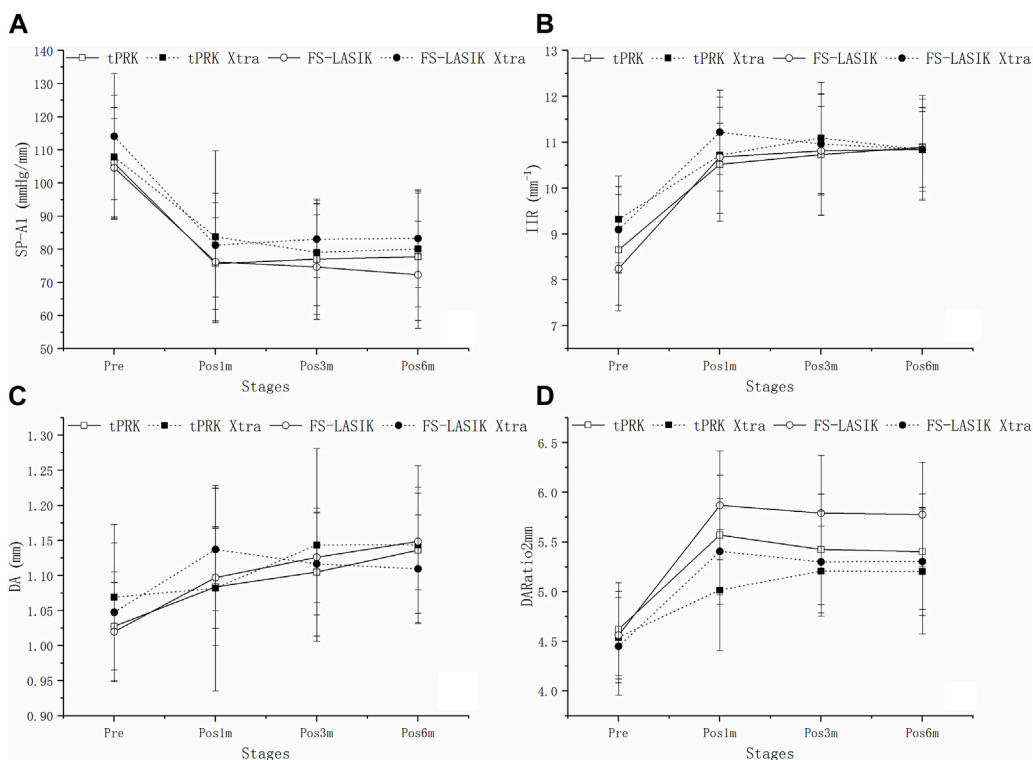 A
B
tPRK tPRK Xtra FS-LASIK FS-LASIK Xtra
140
130
120
110
100
90
80
70
60
50
SP-A1 (mmHg/mm)
Pre Pos1m Pos3m Pos6m
Stages
tPRK tPRK Xtra FS-LASIK FS-LASIK Xtra
13
12
11
10
9
8
7
IIR (mm⁻¹)
Pre Pos1m Pos3m Pos6m
Stages
C
D
tPRK tPRK Xtra FS-LASIK FS-LASIK Xtra
1.30
1.25
1.20
1.15
1.10
1.05
1.00
0.95
0.90
DA (mm)
Pre Pos1m Pos3m Pos6m
Stages
tPRK tPRK Xtra FS-LASIK FS-LASIK Xtra
6.5
6.0
5.5
5.0
4.5
4.0
DARatio2mm
Pre Pos1m Pos3m Pos6m
Stages